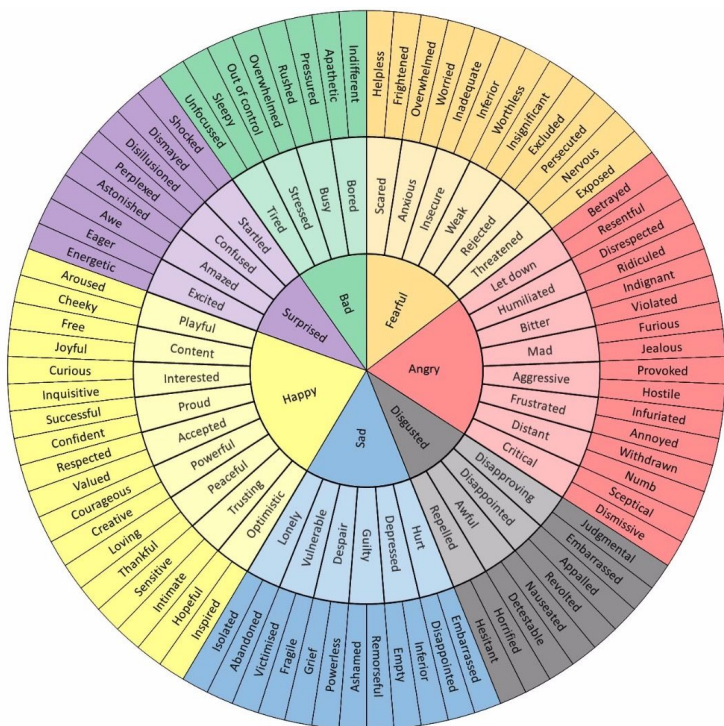 Fearful
Angry
Disgusted
Sad
Happy
Surprised
Bad
Scared
Anxious
Insecure
Weak
Rejected
Threatened
Let down
Humiliated
Bitter
Mad
Aggressive
Frustrated
Distant
Critical
Disapproving
Disappointed
Awful
Repelled
Hurt
Depressed
Guilty
Despair
Vulnerable
Lonely
Optimistic
Trusting
Peaceful
Powerful
Accepted
Proud
Interested
Content
Playful
Excited
Amazed
Confused
Startled
Tired
Stressed
Busy
Bored
Helpless
Frightened
Overwhelmed
Worried
Inadequate
Inferior
Worthless
Insignificant
Excluded
Persecuted
Nervous
Exposed
Betrayed
Resentful
Disrespected
Ridiculed
Indignant
Violated
Furious
Jealous
Provoked
Hostile
Infuriated
Annoyed
Withdrawn
Numb
Sceptical
Dismissive
Judgmental
Embarrassed
Appalled
Revolted
Nauseated
Detestable
Horrified
Hesitant
Embarrassed
Disappointed
Inferior
Empty
Remorseful
Ashamed
Powerless
Grief
Fragile
Victimised
Abandoned
Isolated
Inspired
Hopeful
Intimate
Sensitive
Thankful
Loving
Creative
Courageous
Valued
Respected
Confident
Successful
Inquisitive
Curious
Joyful
Free
Cheeky
Aroused
Energetic
Eager
Awe
Astonished
Perplexed
Disillusioned
Dismayed
Shocked
Unfocussed
Sleepy
Out of control
Overwhelmed
Rushed
Pressured
Apathetic
Indifferent